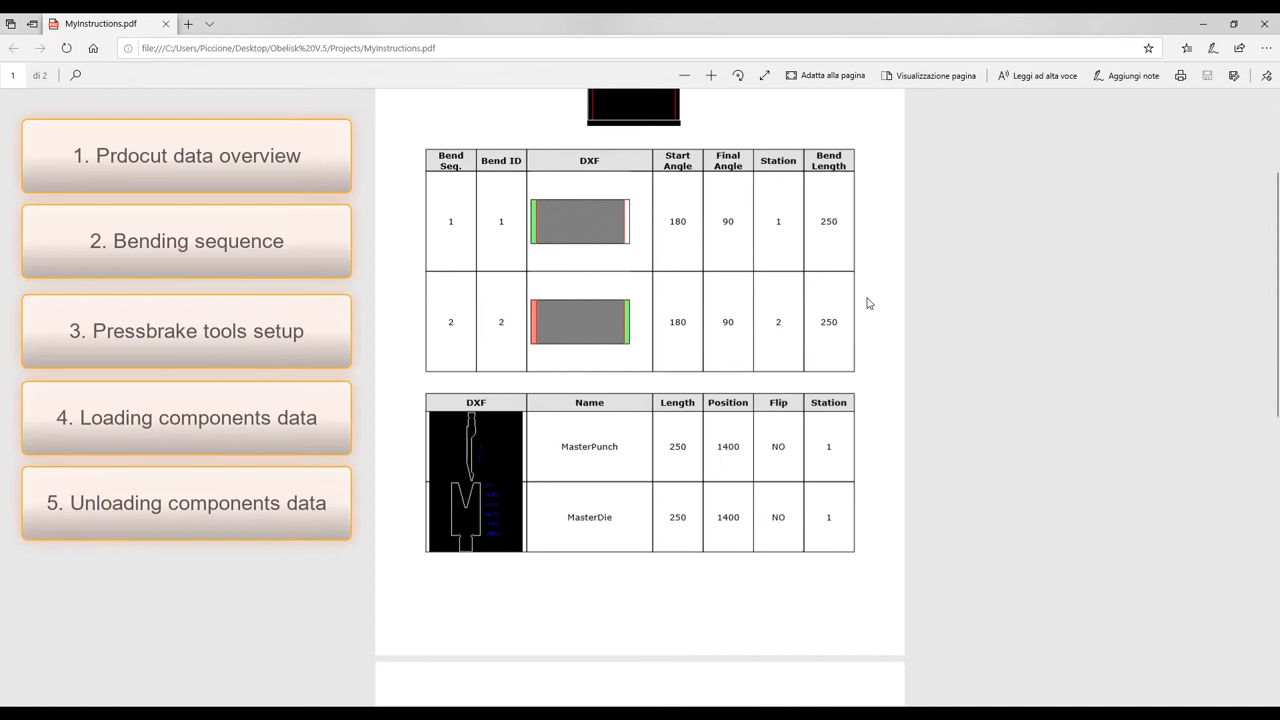 MyInstructions.pdf
file:///C:/Users/Piccione/Desktop/Obelisk%20V.5/Projects/MyInstructions.pdf
1 di 2 Adatta alla pagina Visualizzazione pagina Leggi ad alta voce Aggiungi note
1. Prdocut data overview
2. Bending sequence
3. Pressbrake tools setup
4. Loading components data
5. Unloading components data
Bend Seq. Bend ID DXF Start Angle Final Angle Station Bend Length
1 1 180 90 1 250
2 2 180 90 2 250
DXF Name Length Position Flip Station
MasterPunch 250 1400 NO 1
MasterDie 250 1400 NO 1